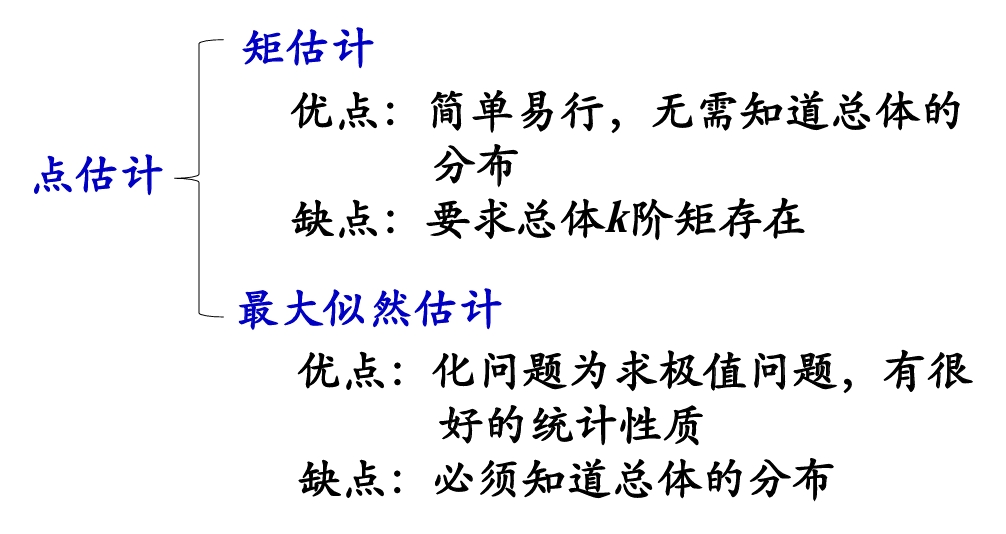 矩估计
优点：简单易行，无需知道总体的
分布
点估计
缺点：要求总体k阶矩存在
最大似然估计
优点：化问题为求极值问题，有很
好的统计性质
缺点：必须知道总体的分布